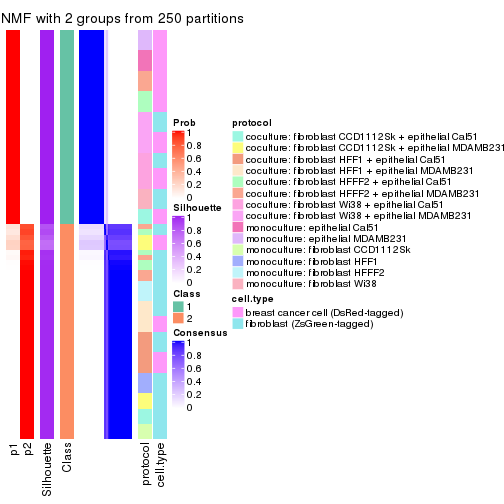 NMF with 2 groups from 250 partitions
Prob
1
0.8
0.6
0.4
0.2
0
Silhouette
1
0.8
0.6
0.4
0.2
0
Class
1
2
Consensus
1
0.8
0.6
0.4
0.2
0
protocol
coculture: fibroblast CCD1112Sk + epithelial Cal51
coculture: fibroblast CCD1112Sk + epithelial MDAMB231
coculture: fibroblast HFF1 + epithelial Cal51
coculture: fibroblast HFF1 + epithelial MDAMB231
coculture: fibroblast HFFF2 + epithelial Cal51
coculture: fibroblast HFFF2 + epithelial MDAMB231
coculture: fibroblast Wi38 + epithelial Cal51
coculture: fibroblast Wi38 + epithelial MDAMB231
monoculture: epithelial Cal51
monoculture: epithelial MDAMB231
monoculture: fibroblast CCD1112Sk
monoculture: fibroblast HFF1
monoculture: fibroblast HFFF2
monoculture: fibroblast Wi38
cell.type
breast cancer cell (DsRed-tagged)
fibroblast (ZsGreen-tagged)
p1
p2
Silhouette
Class
protocol
cell.type